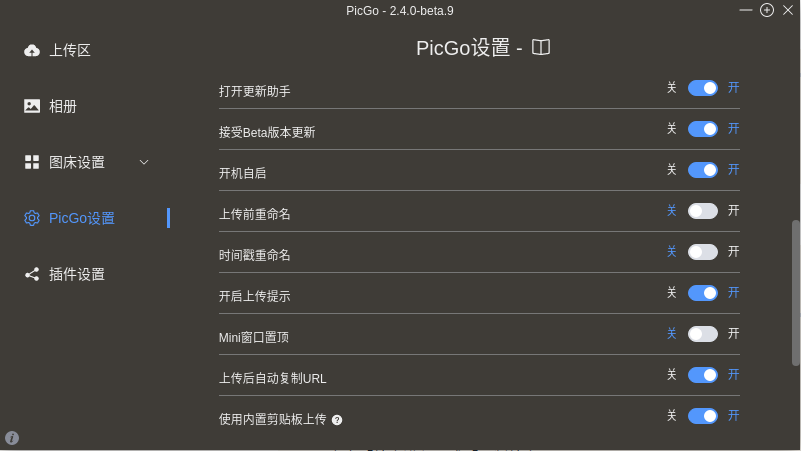 PicGo - 2.4.0-beta.9
上传区
相册
图床设置
PicGo设置
插件设置
PicGo设置 -
打开更新助手 关 开
接受Beta版本更新 关 开
开机自启 关 开
上传前重命名 关 开
时间戳重命名 关 开
开启上传提示 关 开
Mini窗口置顶 关 开
上传后自动复制URL 关 开
使用内置剪贴板上传 ? 关 开